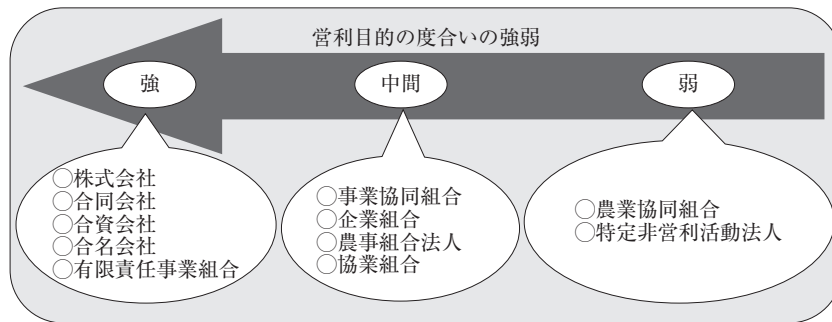 営利目的の度合いの強弱
強
中間
弱
○株式会社
○合同会社
○合資会社
○合名会社
○有限責任事業組合
○事業協同組合
○企業組合
○農事組合法人
○協業組合
○農業協同組合
○特定非営利活動法人